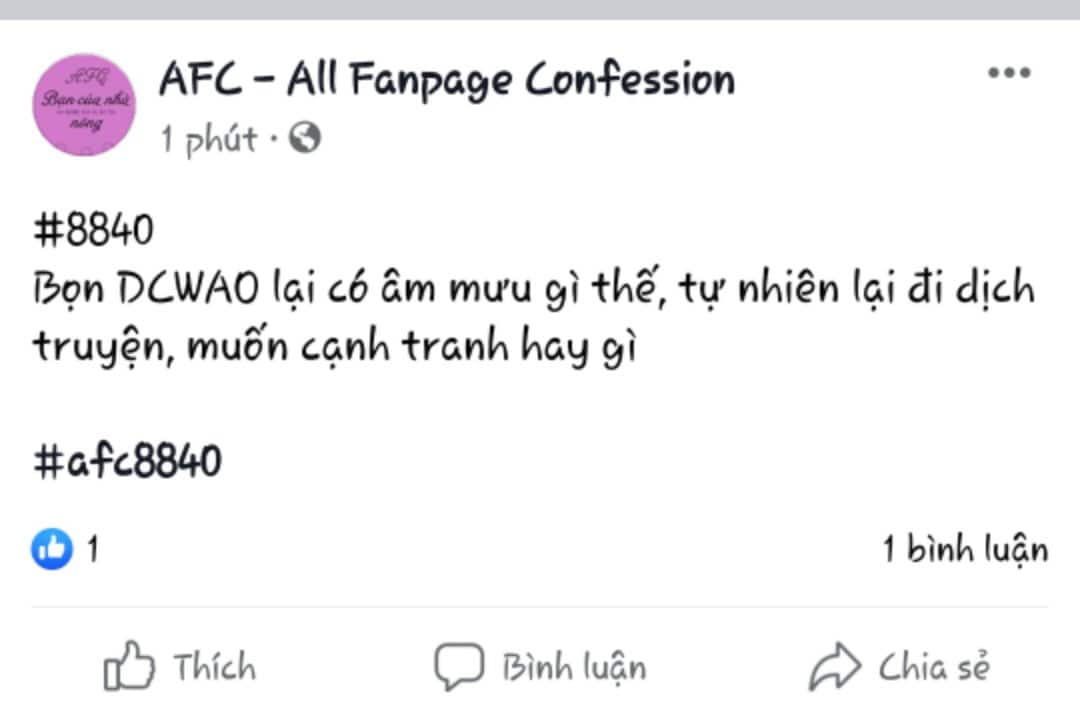 AFC
Bạn của nhà
nông
AFC - All Fanpage Confession
1 phút ·
#8840
Bọn DCWAO lại có âm mưu gì thế, tự nhiên lại đi dịch
truyện, muốn cạnh tranh hay gì
#afc8840
1
1 bình luận
Thích
Bình luận
Chia sẻ